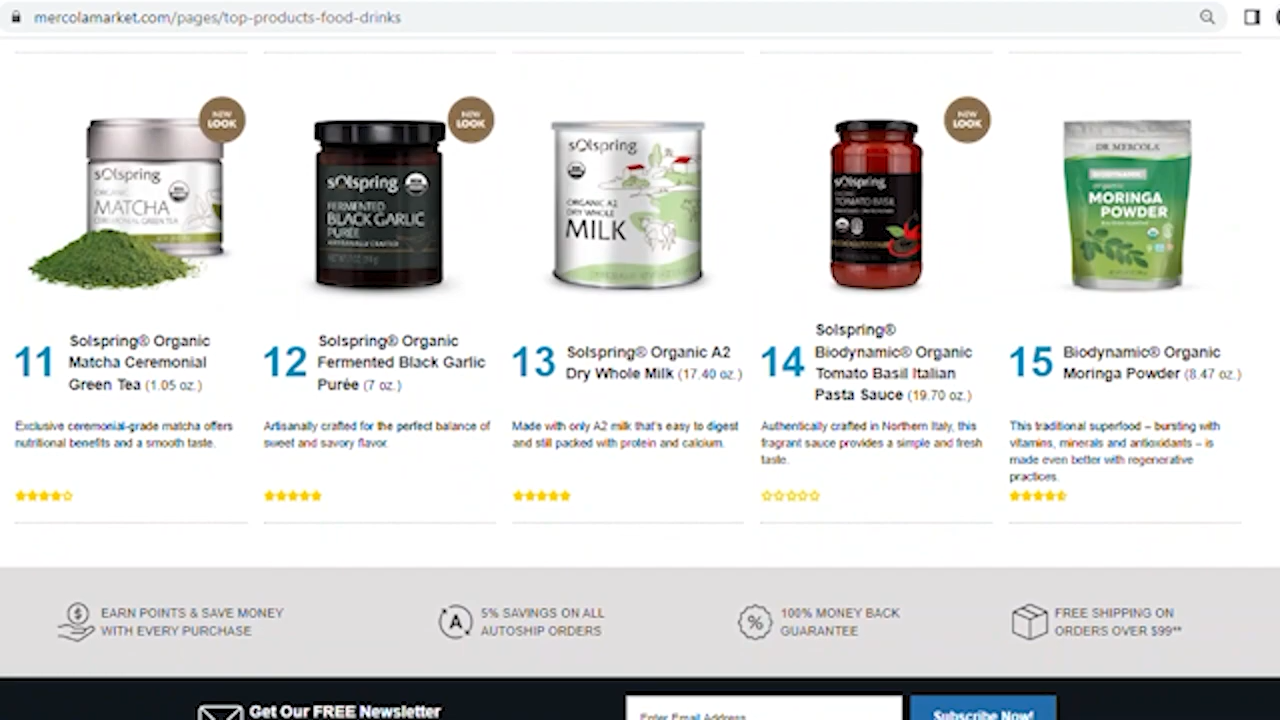 mercolamarket.com/pages/top-products-food-drinks
NEW
LOOK
NEW
LOOK
NEW
LOOK
sOlspring
ORGANIC
MATCHA
CEREMONIAL GREEN TEA
sOlspring
FERMENTED
BLACK GARLIC
PURÉE
ARTISANALLY CRAFTED
sOlspring
ORGANIC A2
DRY WHOLE
MILK
sOlspring
TOMATO BASIL
DR. MERCOLA
BIODYNAMIC
organic
MORINGA
POWDER
11 Solspring® Organic
Matcha Ceremonial
Green Tea (1.05 oz.)
12 Solspring® Organic
Fermented Black Garlic
Purée (7 oz.)
13 Solspring® Organic A2
Dry Whole Milk (17.40 oz.)
14 Solspring®
Biodynamic® Organic
Tomato Basil Italian
Pasta Sauce (19.70 oz.)
15 Biodynamic® Organic
Moringa Powder (8.47 oz.)
Exclusive ceremonial-grade matcha offers
nutritional benefits and a smooth taste.
Artisanally crafted for the perfect balance of
sweet and savory flavor.
Made with only A2 milk that's easy to digest
and still packed with protein and calcium.
Authentically crafted in Northern Italy, this
fragrant sauce provides a simple and fresh
taste.
This traditional superfood – bursting with
vitamins, minerals and antioxidants – is
made even better with regenerative
practices.
EARN POINTS & SAVE MONEY
WITH EVERY PURCHASE
5% SAVINGS ON ALL
AUTOSHIP ORDERS
100% MONEY BACK
GUARANTEE
FREE SHIPPING ON
ORDERS OVER $99**
Get Our FREE Newsletter
Enter Email Address
Subscribe Now!